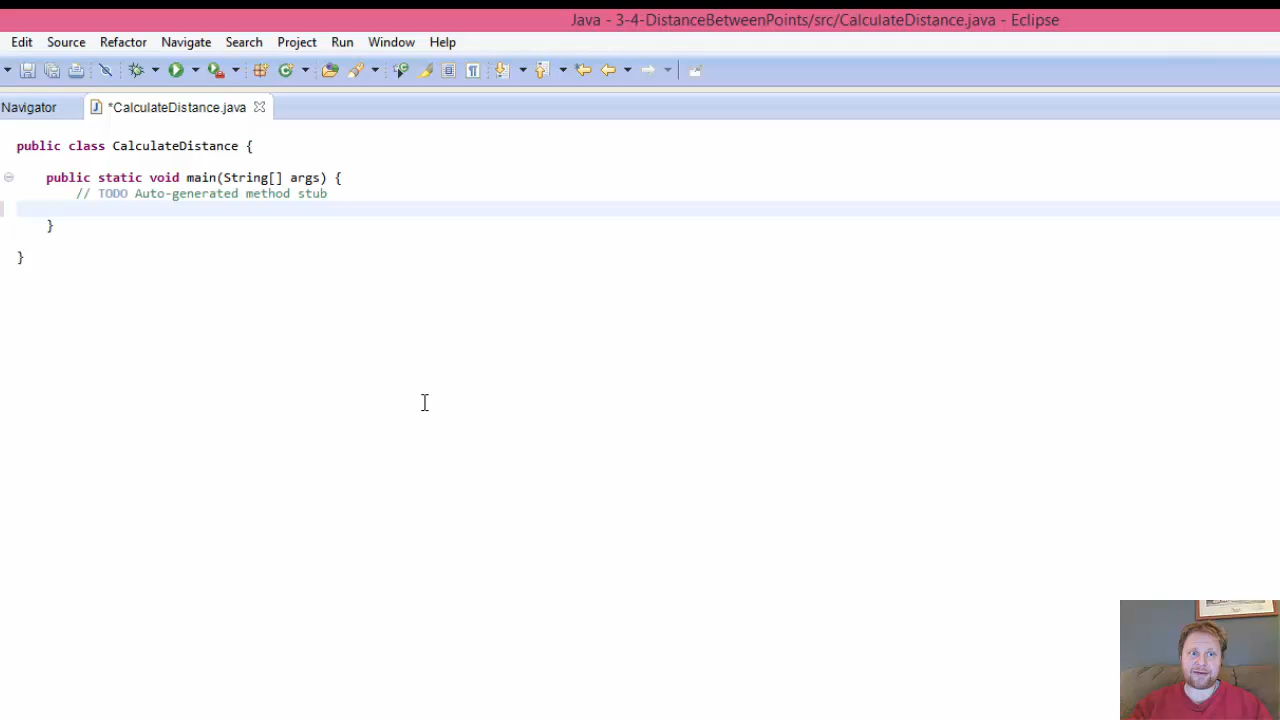 Java - 3-4-DistanceBetweenPoints/src/CalculateDistance.java - Eclipse
Edit Source Refactor Navigate Search Project Run Window Help
Navigator *CalculateDistance.java
public class CalculateDistance {
public static void main(String[] args) {
// TODO Auto-generated method stub
}
}